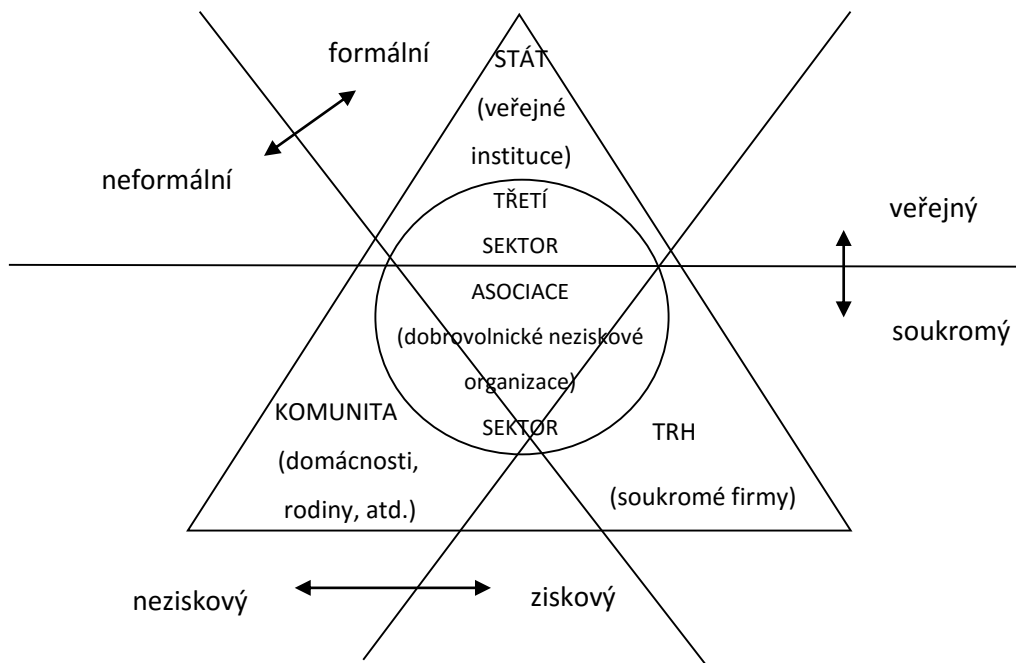 formální
neformální
STÁT
(veřejné
instituce)
TŘETÍ
SEKTOR
veřejný
soukromý
ASOCIACE
(dobrovolnické neziskové
organizace)
SEKTOR
KOMUNITA
(domácnosti,
rodiny, atd.)
TRH
(soukromé firmy)
neziskový
ziskový